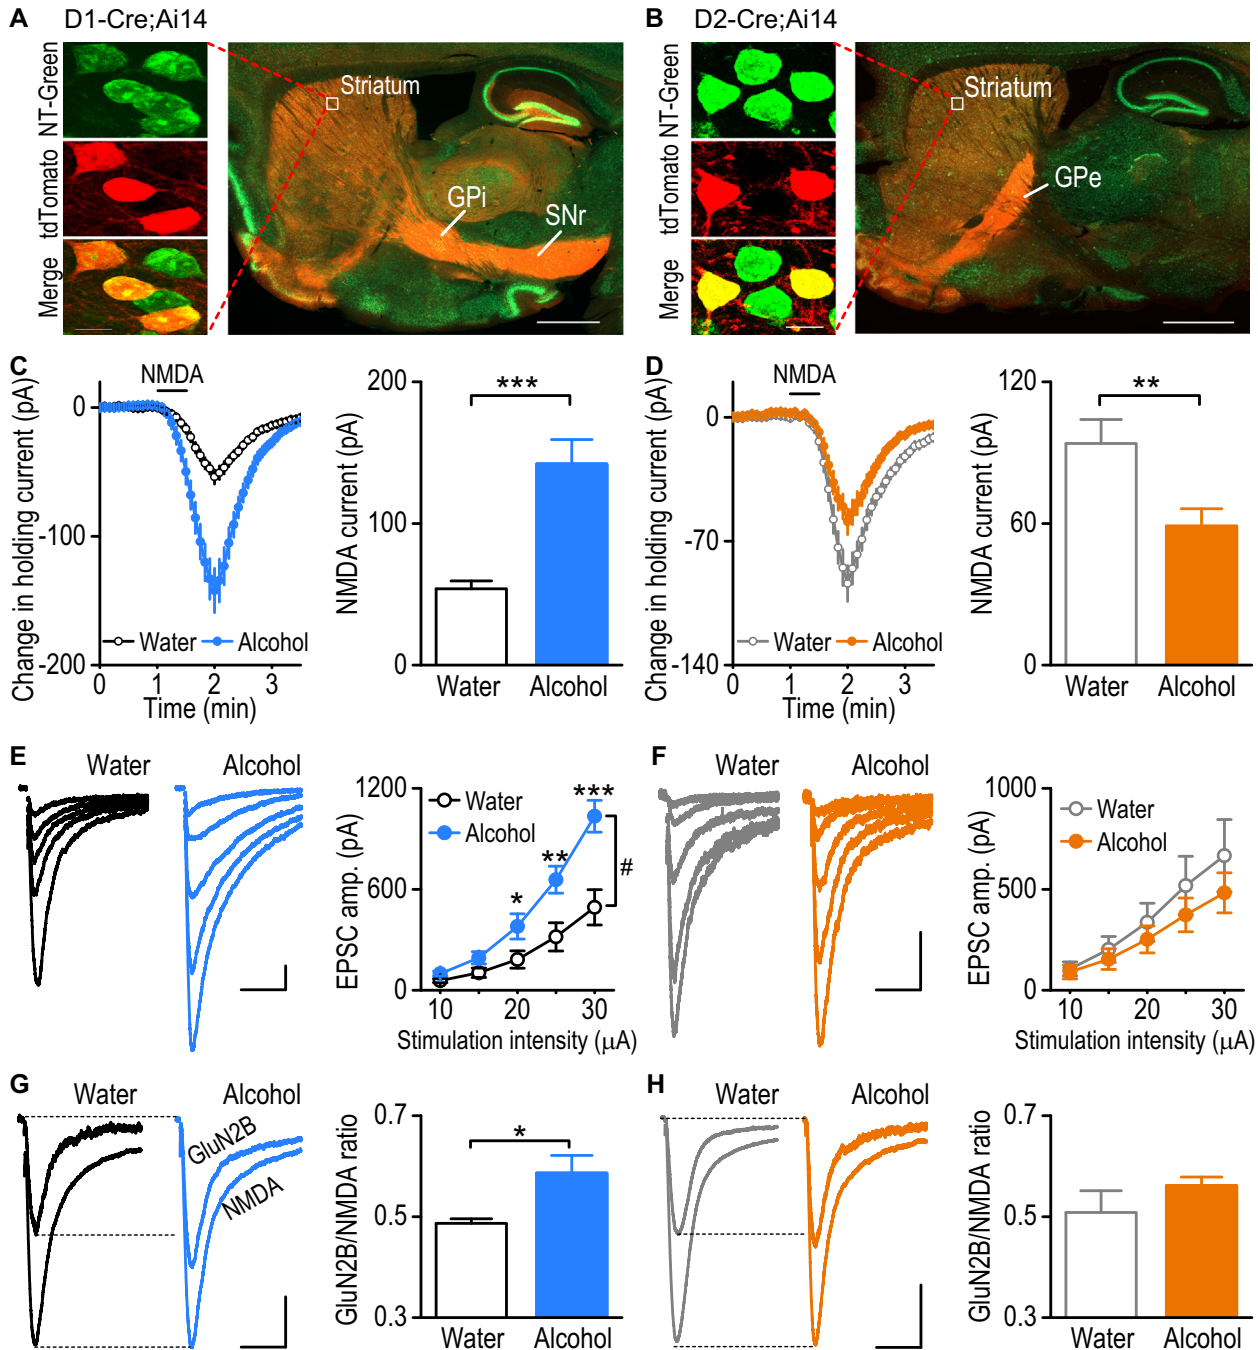 A D1-Cre;Ai14
NT-Green
tdTomato
Merge
Striatum
GPi
SNr
B D2-Cre;Ai14
NT-Green
tdTomato
Merge
Striatum
GPe
C
Change in holding current (pA)
0
-100
-200
NMDA
Water
Alcohol
0 1 2 3
Time (min)
NMDA current (pA)
200
100
0
***
Water Alcohol
D
Change in holding current (pA)
0
-70
-140
NMDA
Water
Alcohol
0 1 2 3
Time (min)
NMDA current (pA)
120
60
0
**
Water Alcohol
E
Water Alcohol
EPSC amp. (pA)
1200
600
0
Water
Alcohol
*
**
***
#
10 20 30
Stimulation intensity (μA)
F
Water Alcohol
EPSC amp. (pA)
1000
500
0
Water
Alcohol
10 20 30
Stimulation intensity (μA)
G
Water Alcohol
GluN2B
NMDA
GluN2B/NMDA ratio
0.7
0.5
0.3
*
Water Alcohol
H
Water Alcohol
GluN2B/NMDA ratio
0.7
0.5
0.3
Water Alcohol